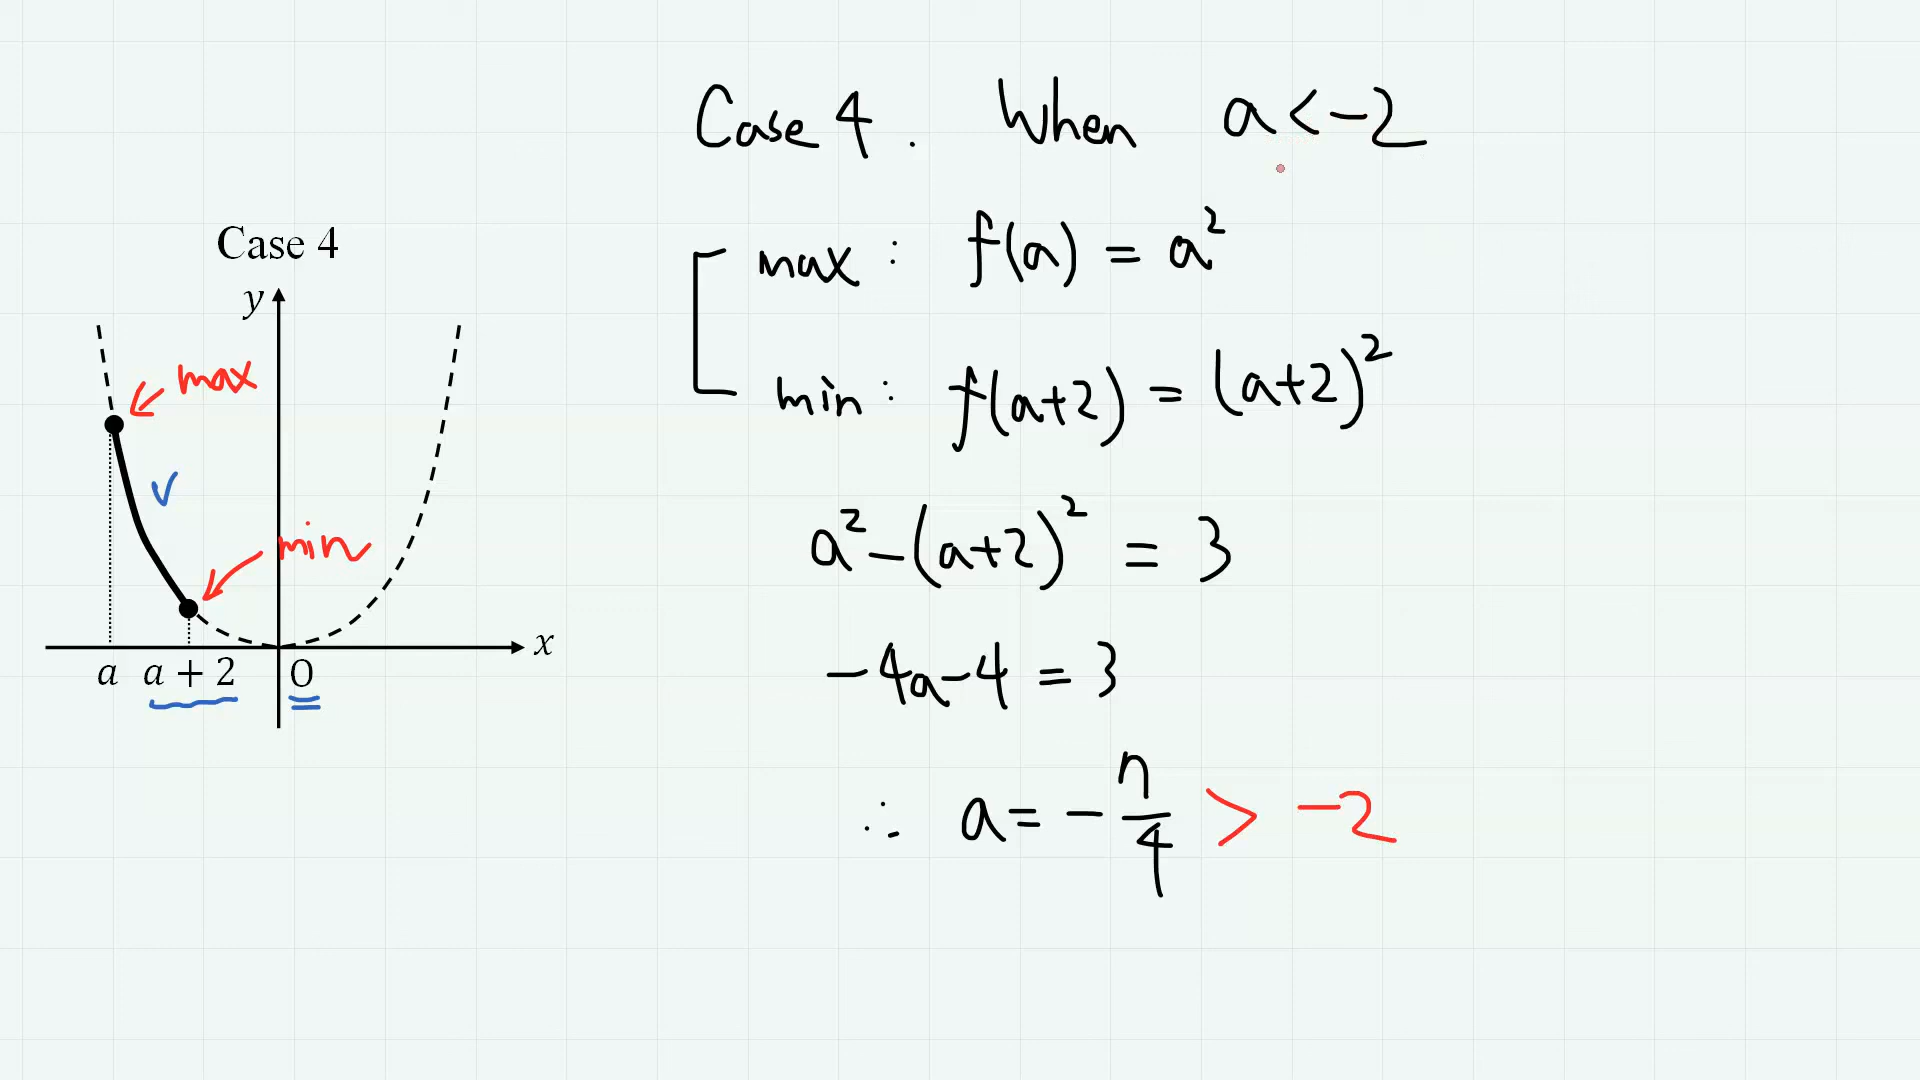 Case 4. When a < -2
max : f(a) = a²
min : f(a+2) = (a+2)²
a² - (a+2)² = 3
-4a - 4 = 3
∴ a = -7/4 > -2
Case 4
y
max
v
min
x
a a + 2 0